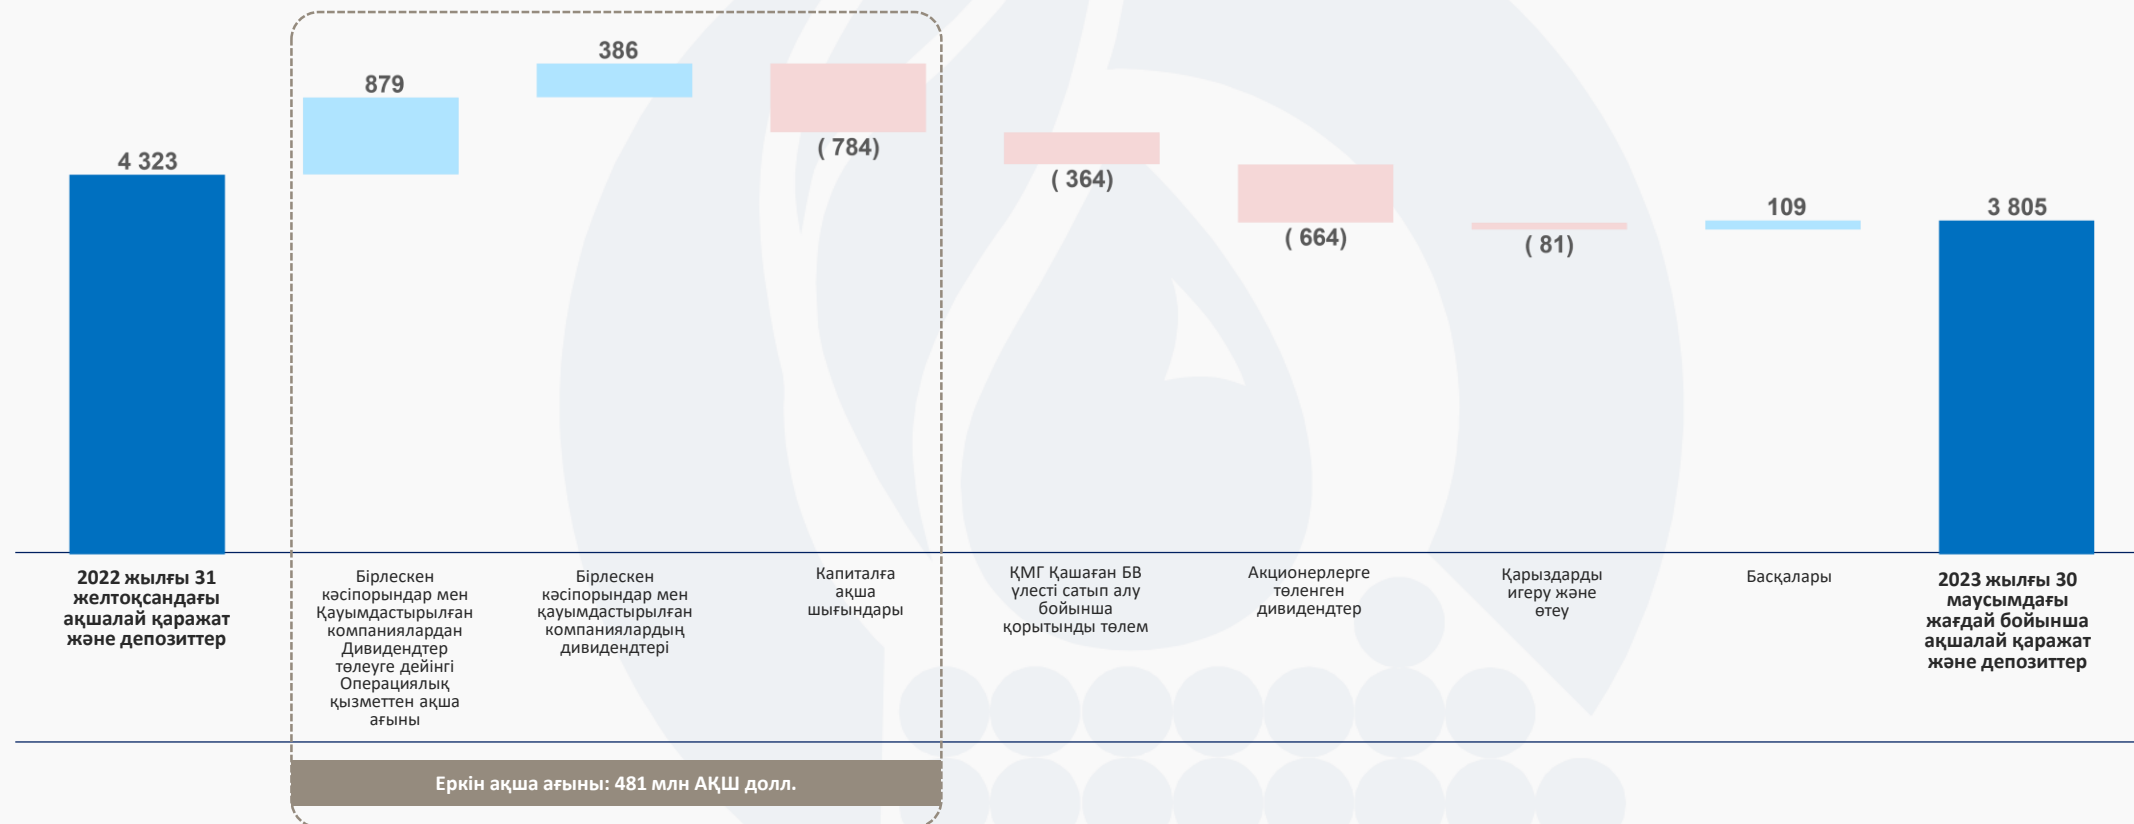 386
879
( 784)
4 323
( 364)
( 664)
( 81)
109
3 805
2022 жылғы 31
желтоқсандағы
ақшалай қаражат
және депозиттер
Бірлескен
кәсіпорындар мен
Қауымдастырылған
компаниялардан
Дивидендтер
төлеуге дейінгі
Операциялық
қызметтен ақша
ағыны
Бірлескен
кәсіпорындар мен
қауымдастырылған
компаниялардың
дивидендтері
Капиталға
ақша
шығындары
ҚМГ Қашаған БВ
үлесті сатып алу
бойынша
қорытынды төлем
Акционерлерге
төленген
дивидендтер
Қарыздарды
игеру және
өтеу
Басқалары
2023 жылғы 30
маусымдағы
жағдай бойынша
ақшалай қаражат
және депозиттер
Еркін ақша ағыны: 481 млн АҚШ долл.